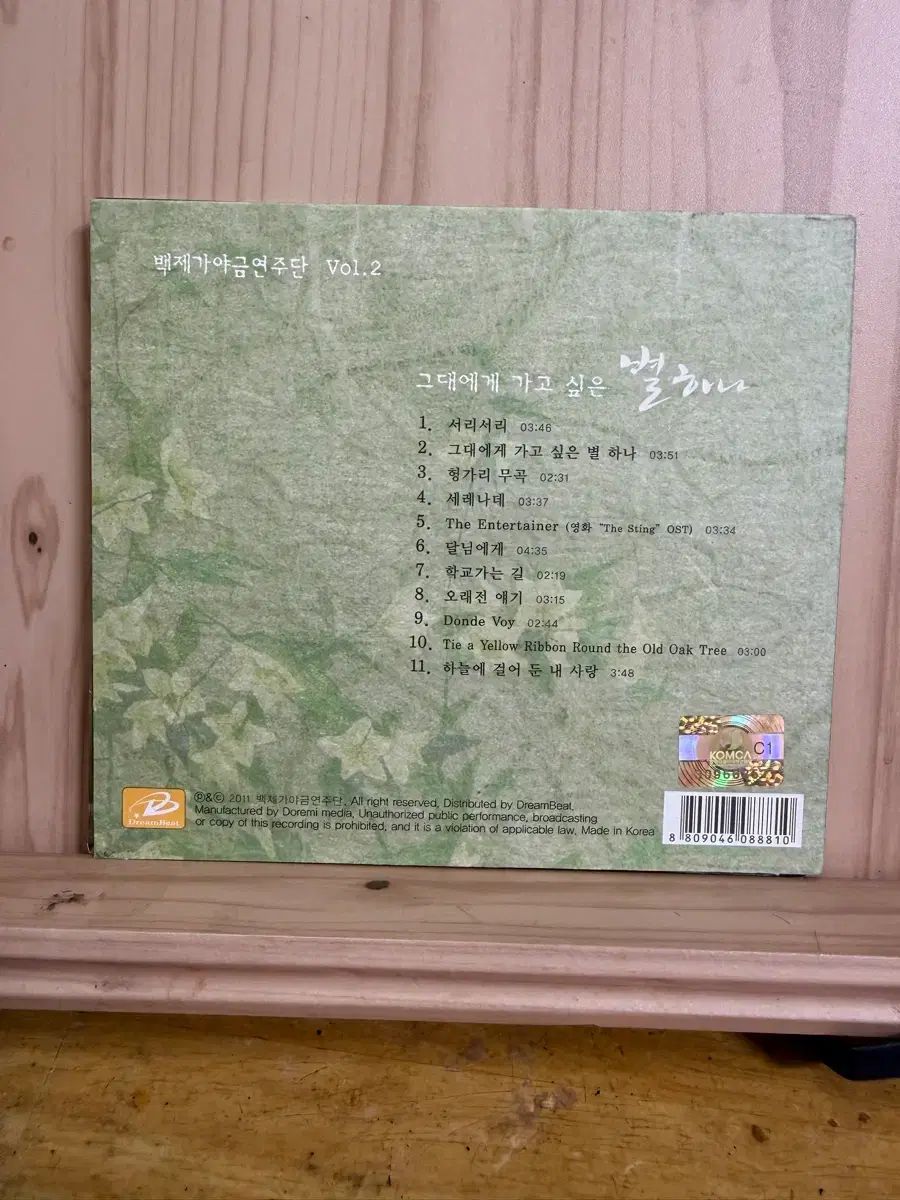 백제가야금연주단 Vol.2
그대에게 가고 싶은 별 하나
1. 서리서리 03:46
2. 그대에게 가고 싶은 별 하나 03:51
3. 헝가리 무곡 02:31
4. 세레나데 03:37
5. The Entertainer (영화 "The Sting" OST) 03:34
6. 달님에게 04:35
7. 학교가는 길 02:19
8. 오래전 얘기 03:15
9. Donde Voy 02:44
10. Tie a Yellow Ribbon Round the Old Oak Tree 03:00
11. 하늘에 걸어 둔 내 사랑 3:48
KOMCA C1
DreamBeat
℗&© 2011 백제가야금연주단. All right reserved, Distributed by DreamBeat,
Manufactured by Doremi media, Unauthorized public performance, broadcasting
or copy of this recording is prohibited, and it is a violation of applicable law, Made in Korea
8 809046 088810